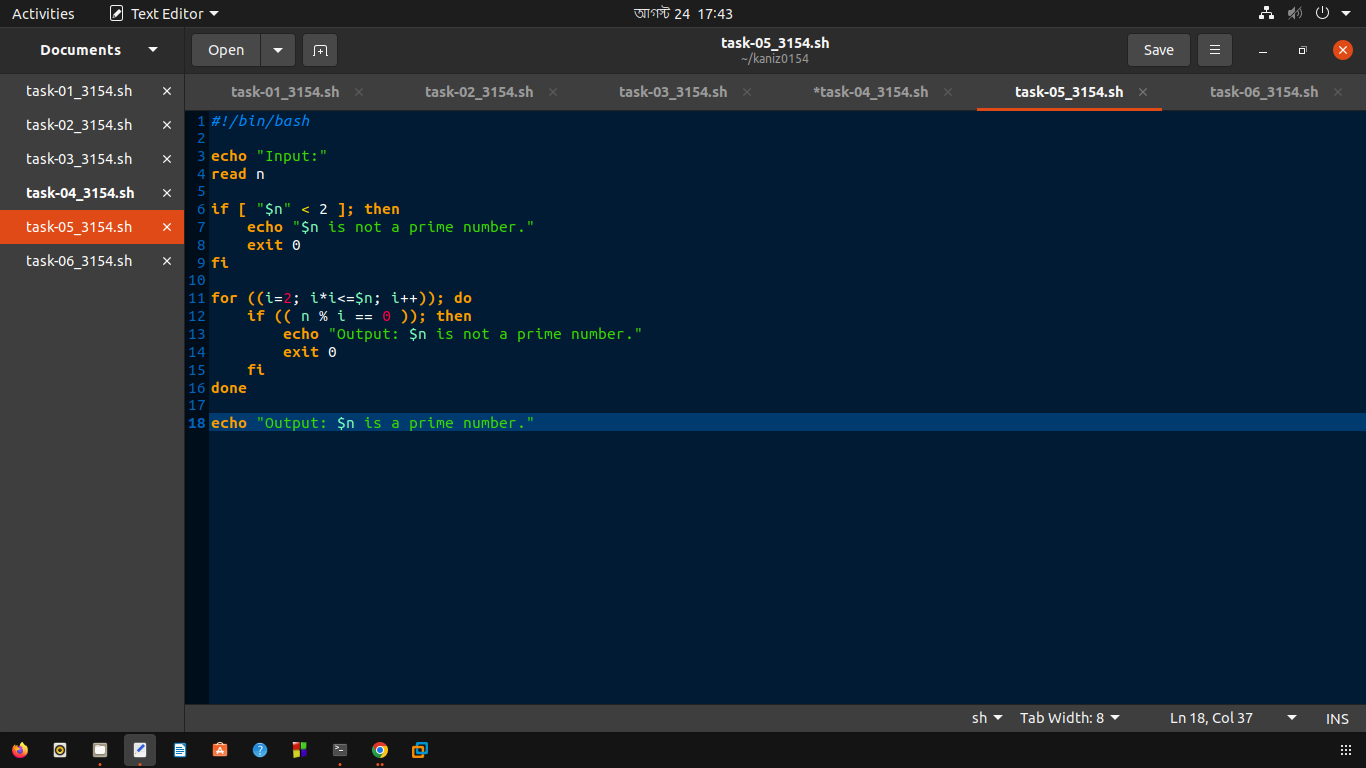 Activities Text Editor আগস্ট 24 17:43
Documents Open task-05_3154.sh Save
~/kaniz0154
task-01_3154.sh
task-02_3154.sh
task-03_3154.sh
task-04_3154.sh
task-05_3154.sh
task-06_3154.sh
task-01_3154.sh task-02_3154.sh task-03_3154.sh *task-04_3154.sh task-05_3154.sh task-06_3154.sh
1 #!/bin/bash
2
3 echo "Input:"
4 read n
5
6 if [ "$n" < 2 ]; then
7     echo "$n is not a prime number."
8     exit 0
9 fi
10
11 for ((i=2; i*i<=$n; i++)); do
12     if (( n % i == 0 )); then
13         echo "Output: $n is not a prime number."
14         exit 0
15     fi
16 done
17
18 echo "Output: $n is a prime number."
sh Tab Width: 8 Ln 18, Col 37 INS